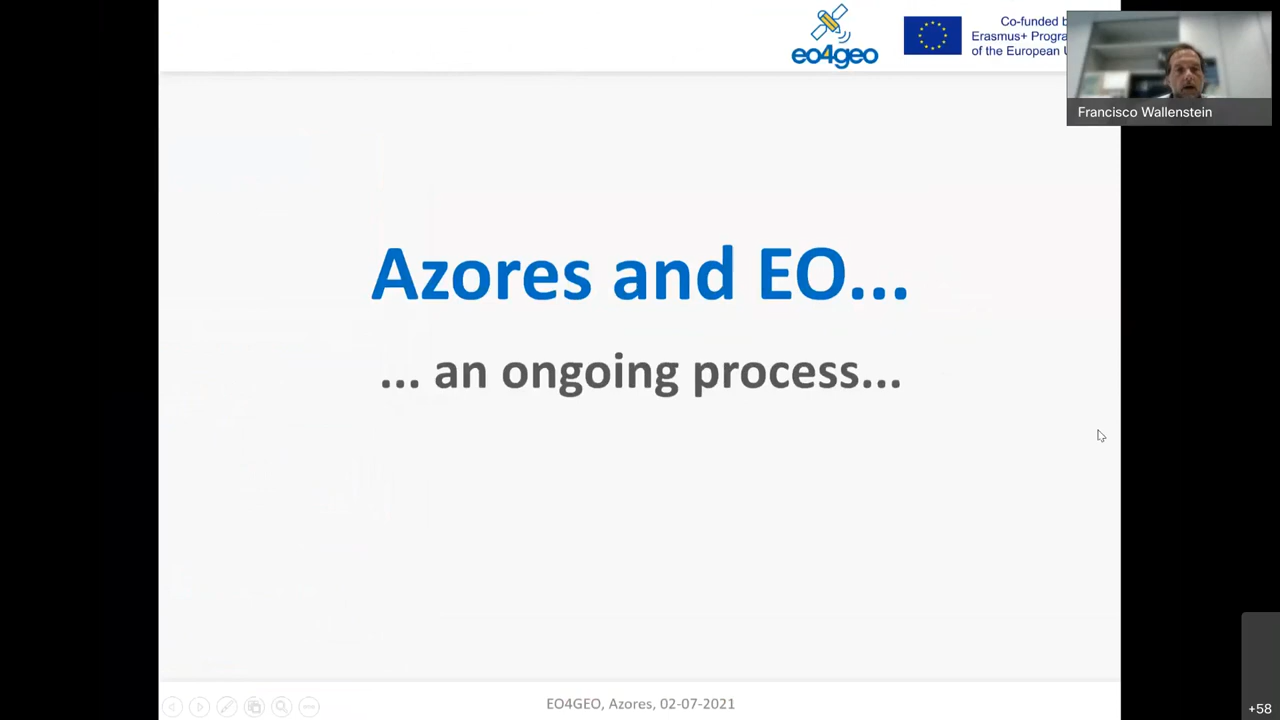 eo4geo
Co-funded b
Erasmus+ Progra
of the European U
Francisco Wallenstein
Azores and EO...
... an ongoing process...
EO4GEO, Azores, 02-07-2021
+58